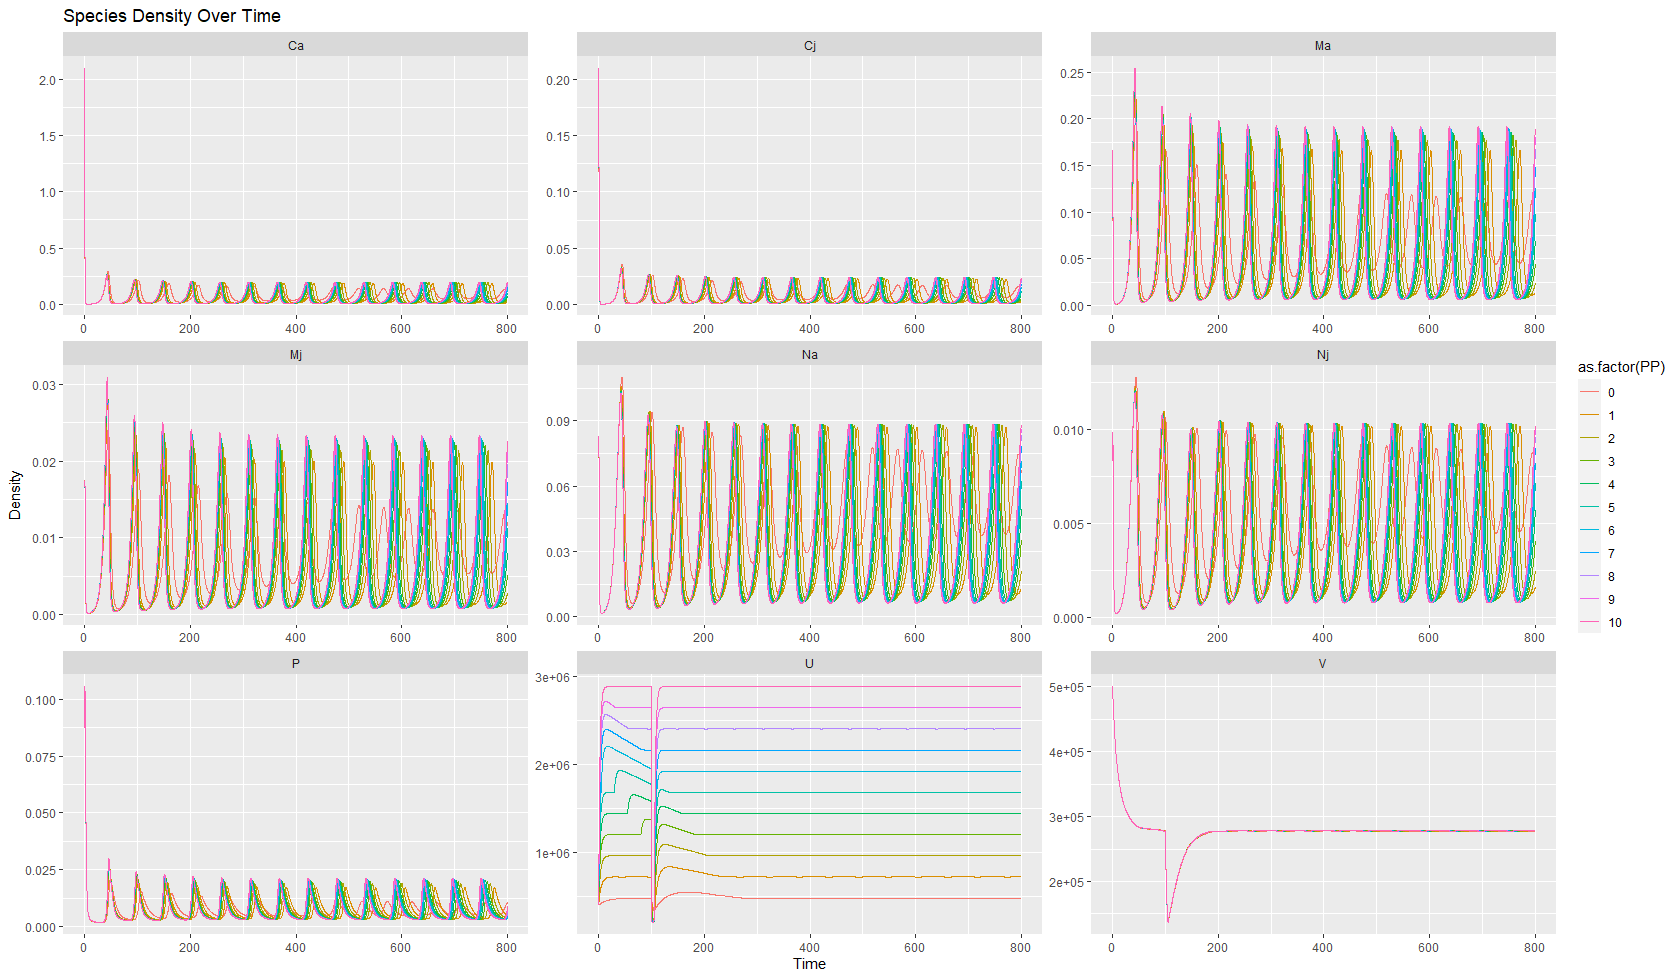 Species Density Over Time
Ca
Cj
Ma
2.0
1.5
1.0
0.5
0.0
0 200 400 600 800
0.20
0.15
0.10
0.05
0.00
0 200 400 600 800
0.25
0.20
0.15
0.10
0.05
0.00
0 200 400 600 800
Mj
Na
Nj
0.03
0.02
0.01
0.00
0 200 400 600 800
0.09
0.06
0.03
0.00
0 200 400 600 800
0.010
0.005
0.000
0 200 400 600 800
P
U
V
0.100
0.075
0.050
0.025
0.000
0 200 400 600 800
3e+06
2e+06
1e+06
0 200 400 600 800
5e+05
4e+05
3e+05
2e+05
0 200 400 600 800
Density
Time
as.factor(PP)
0
1
2
3
4
5
6
7
8
9
10